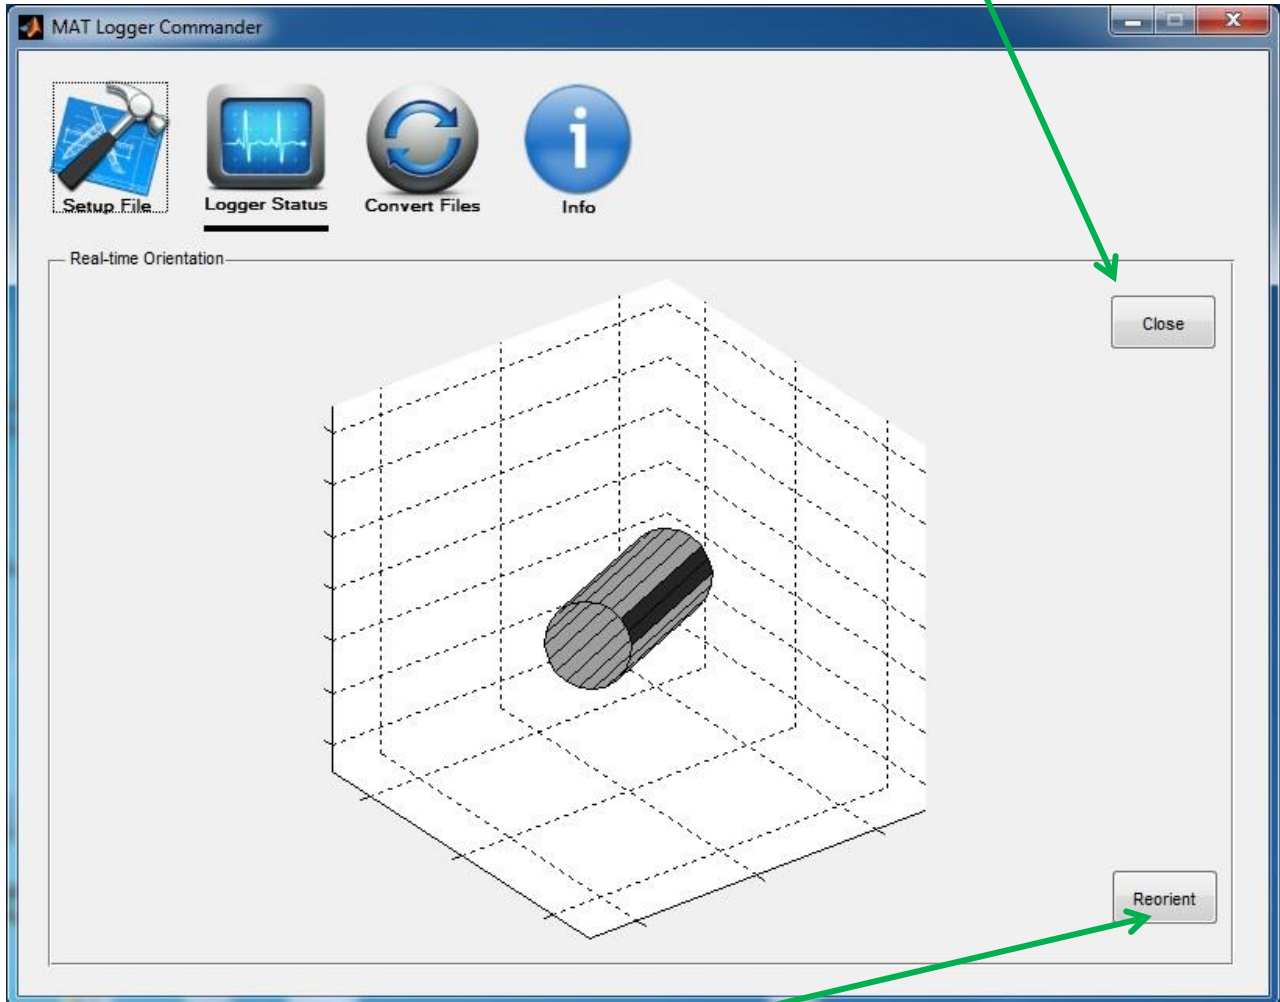 MAT Logger Commander
Setup File
Logger Status
Convert Files
Info
Real-time Orientation
Close
Reorient